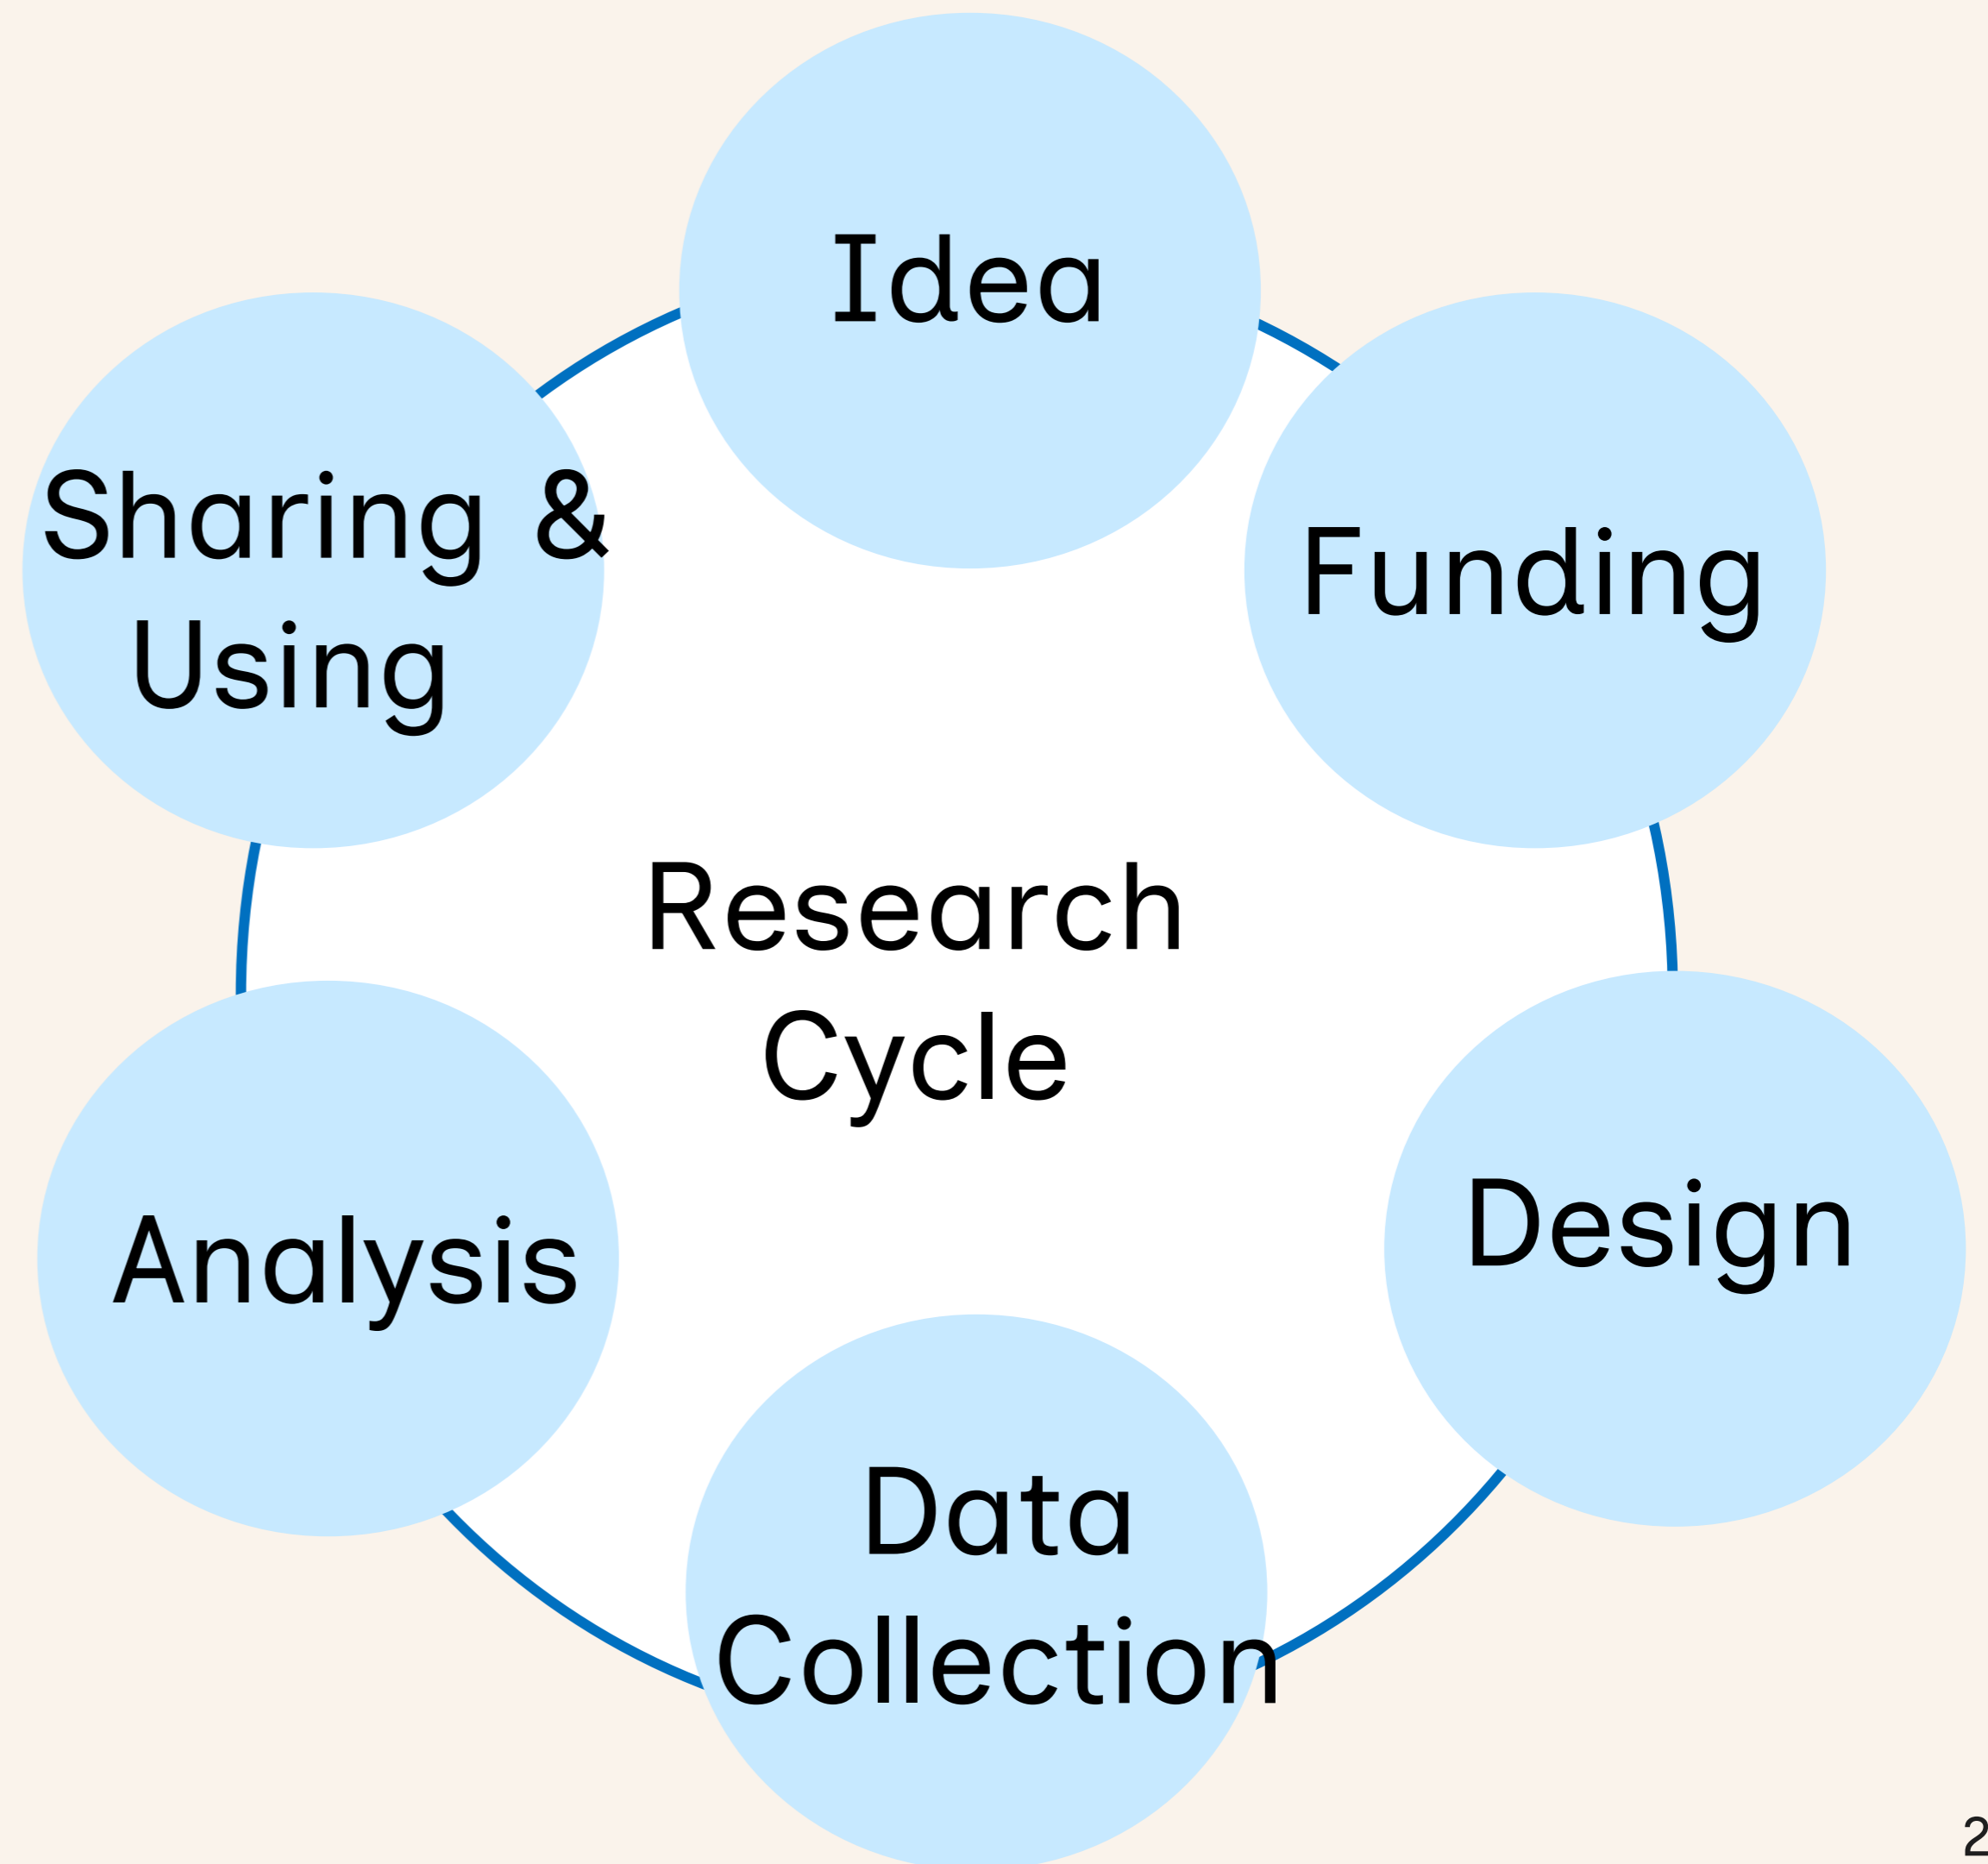 Idea
Funding
Design
Data
Collection
Analysis
Sharing &
Using
Research
Cycle
2